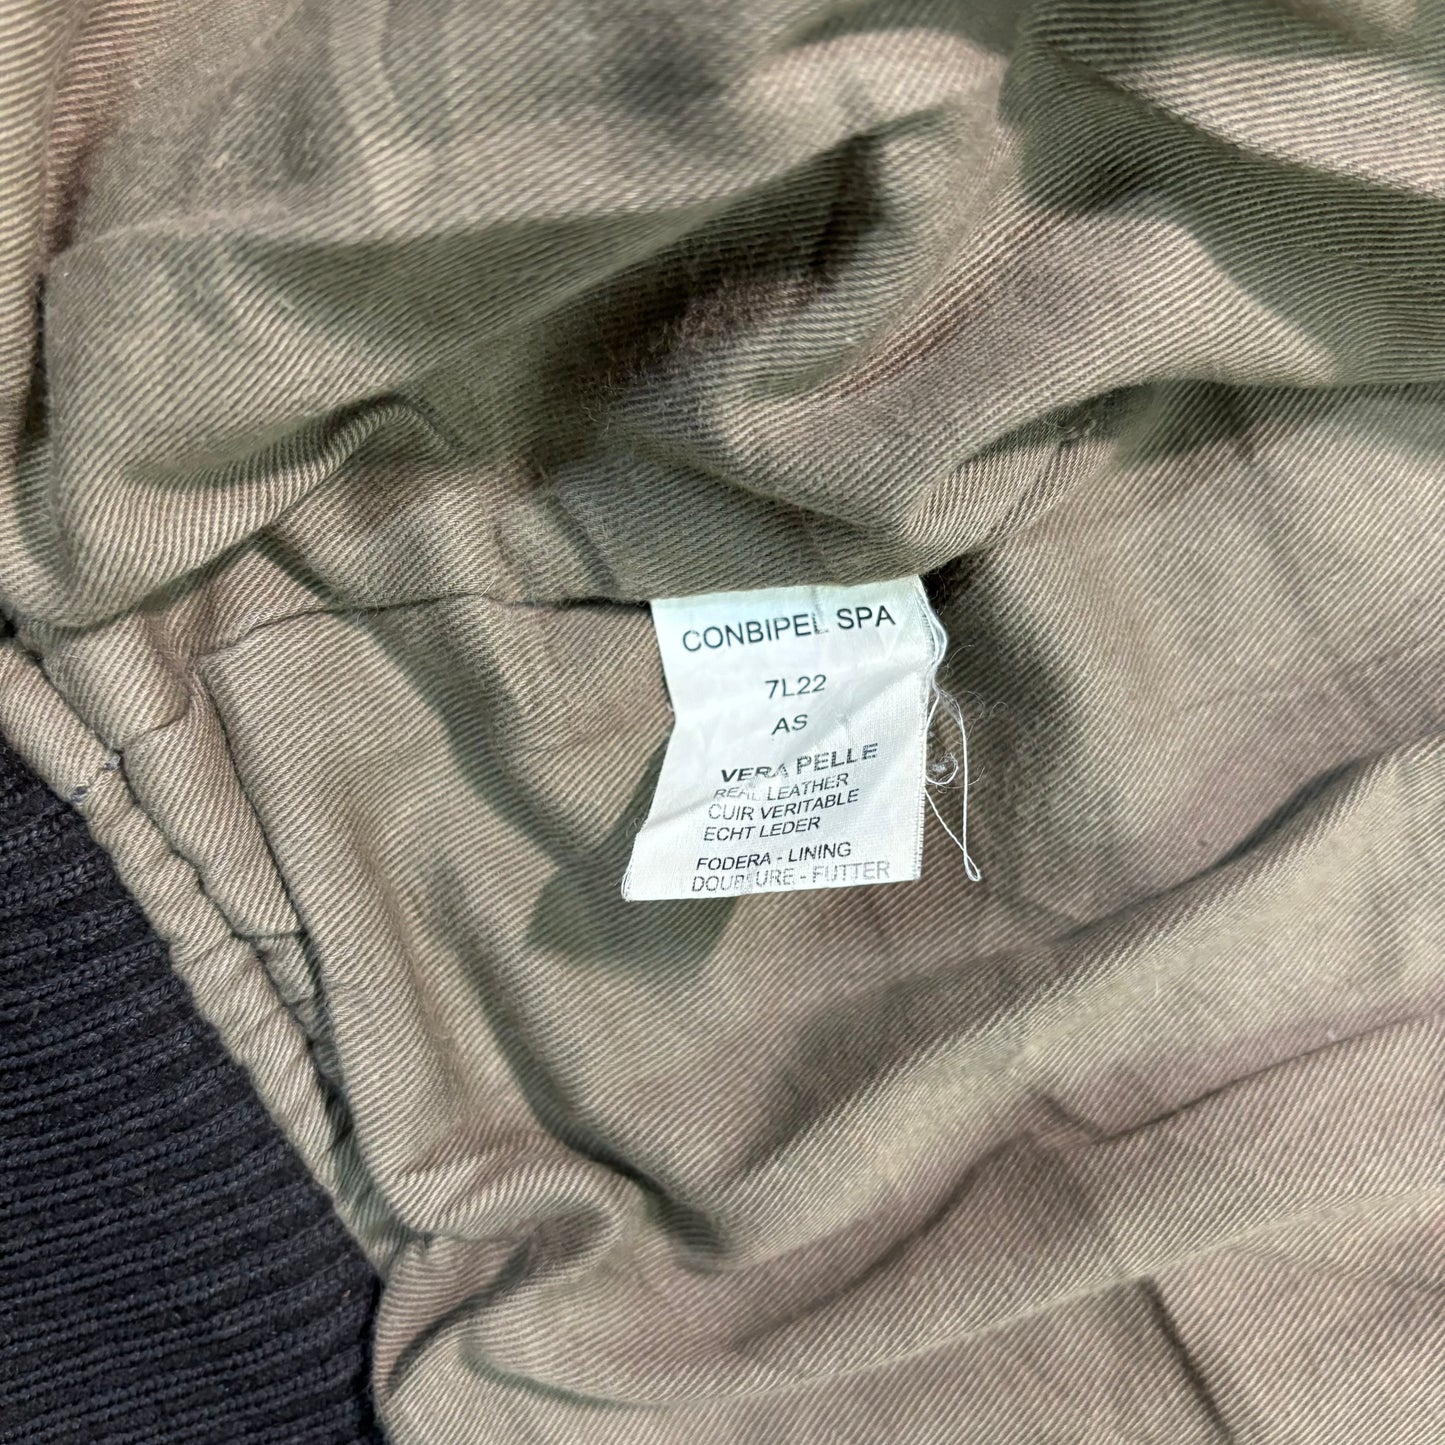 CONBIPEL SPA
7L22
AS
VERA PELLE
REAL LEATHER
CUIR VERITABLE
ECHT LEDER
FODERA - LINING
DOUBLURE - FUTTER